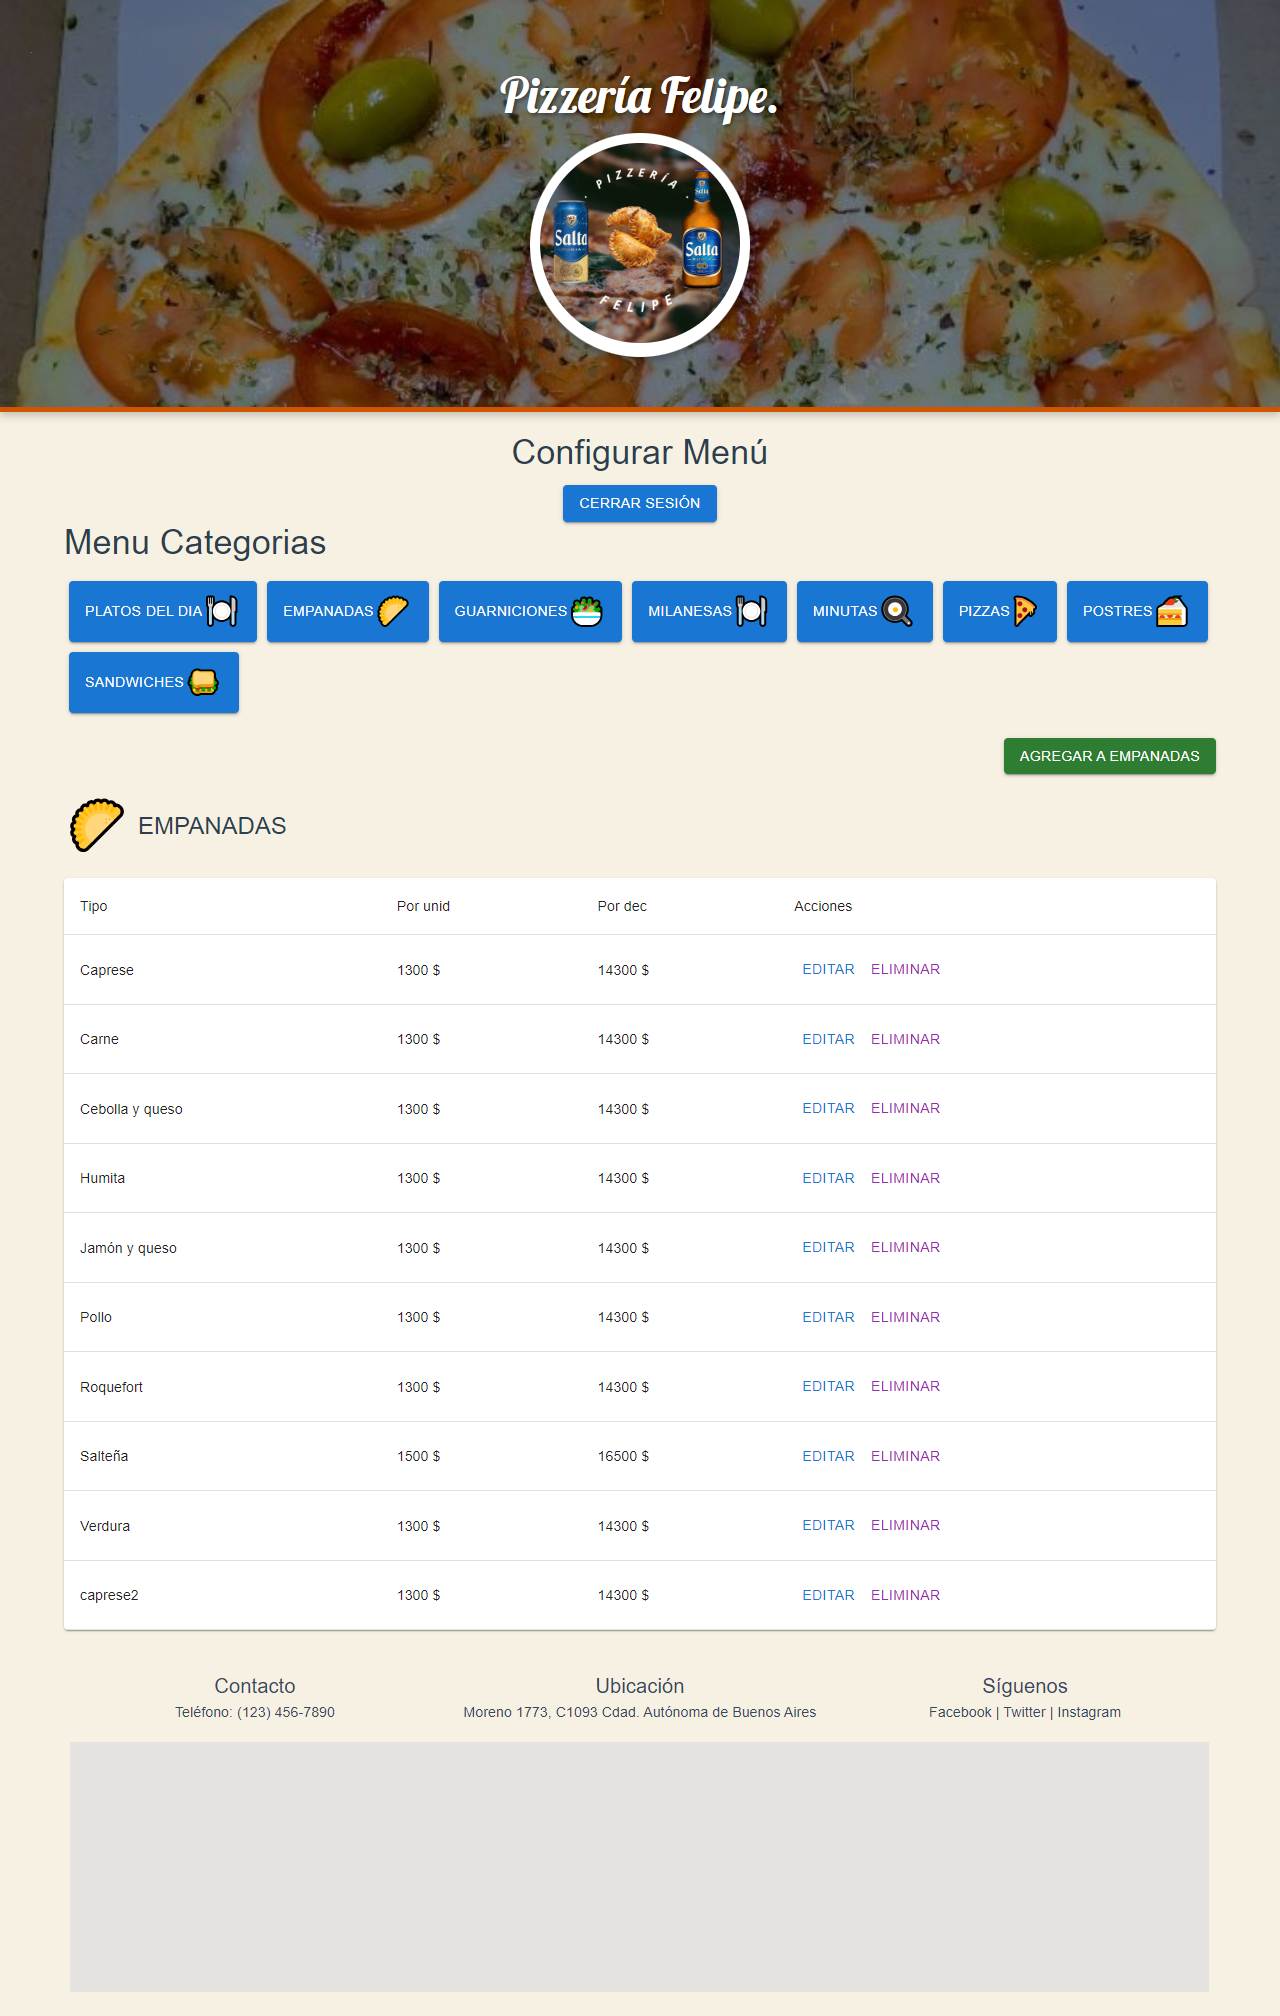 Pizzería Felipe.
PIZZERÍA
Salta
Salta
Salta
FELIPE
Configurar Menú
CERRAR SESIÓN
Menu Categorias
PLATOS DEL DIA EMPANADAS GUARNICIONES MILANESAS MINUTAS PIZZAS POSTRES
SANDWICHES
AGREGAR A EMPANADAS
EMPANADAS
Tipo Por unid Por dec Acciones
Caprese 1300 $ 14300 $ EDITAR ELIMINAR
Carne 1300 $ 14300 $ EDITAR ELIMINAR
Cebolla y queso 1300 $ 14300 $ EDITAR ELIMINAR
Humita 1300 $ 14300 $ EDITAR ELIMINAR
Jamón y queso 1300 $ 14300 $ EDITAR ELIMINAR
Pollo 1300 $ 14300 $ EDITAR ELIMINAR
Roquefort 1300 $ 14300 $ EDITAR ELIMINAR
Salteña 1500 $ 16500 $ EDITAR ELIMINAR
Verdura 1300 $ 14300 $ EDITAR ELIMINAR
caprese2 1300 $ 14300 $ EDITAR ELIMINAR
Contacto Ubicación Síguenos
Teléfono: (123) 456-7890 Moreno 1773, C1093 Cdad. Autónoma de Buenos Aires Facebook | Twitter | Instagram